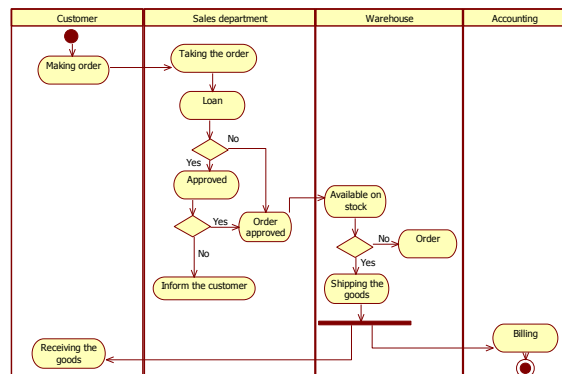 Customer
Sales department
Warehouse
Accounting
Making order
Taking the order
Loan
No
Yes
Approved
Yes
Order
approved
No
Inform the customer
Available on
stock
No
Order
Yes
Shipping the
goods
Receiving the
goods
Billing